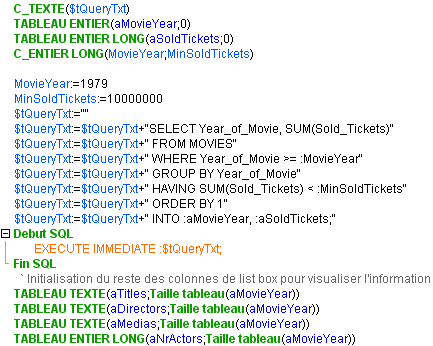 C_TEXTE($tQueryTxt)
TABLEAU ENTIER(aMovieYear;0)
TABLEAU ENTIER LONG(aSoldTickets;0)
C_ENTIER LONG(MovieYear;MinSoldTickets)
MovieYear:=1979
MinSoldTickets:=10000000
$tQueryTxt:=""
$tQueryTxt:=$tQueryTxt+"SELECT Year_of_Movie, SUM(Sold_Tickets)"
$tQueryTxt:=$tQueryTxt+" FROM MOVIES"
$tQueryTxt:=$tQueryTxt+" WHERE Year_of_Movie >= :MovieYear"
$tQueryTxt:=$tQueryTxt+" GROUP BY Year_of_Movie"
$tQueryTxt:=$tQueryTxt+" HAVING SUM(Sold_Tickets) < :MinSoldTickets"
$tQueryTxt:=$tQueryTxt+" ORDER BY 1"
$tQueryTxt:=$tQueryTxt+" INTO :aMovieYear, :aSoldTickets;"
Debut SQL
EXECUTE IMMEDIATE :$tQueryTxt;
Fin SQL
` Initialisation du reste des colonnes de list box pour visualiser l'information
TABLEAU TEXTE(aTitles;Taille tableau(aMovieYear))
TABLEAU TEXTE(aDirectors;Taille tableau(aMovieYear))
TABLEAU TEXTE(aMedias;Taille tableau(aMovieYear))
TABLEAU ENTIER LONG(aNrActors;Taille tableau(aMovieYear))